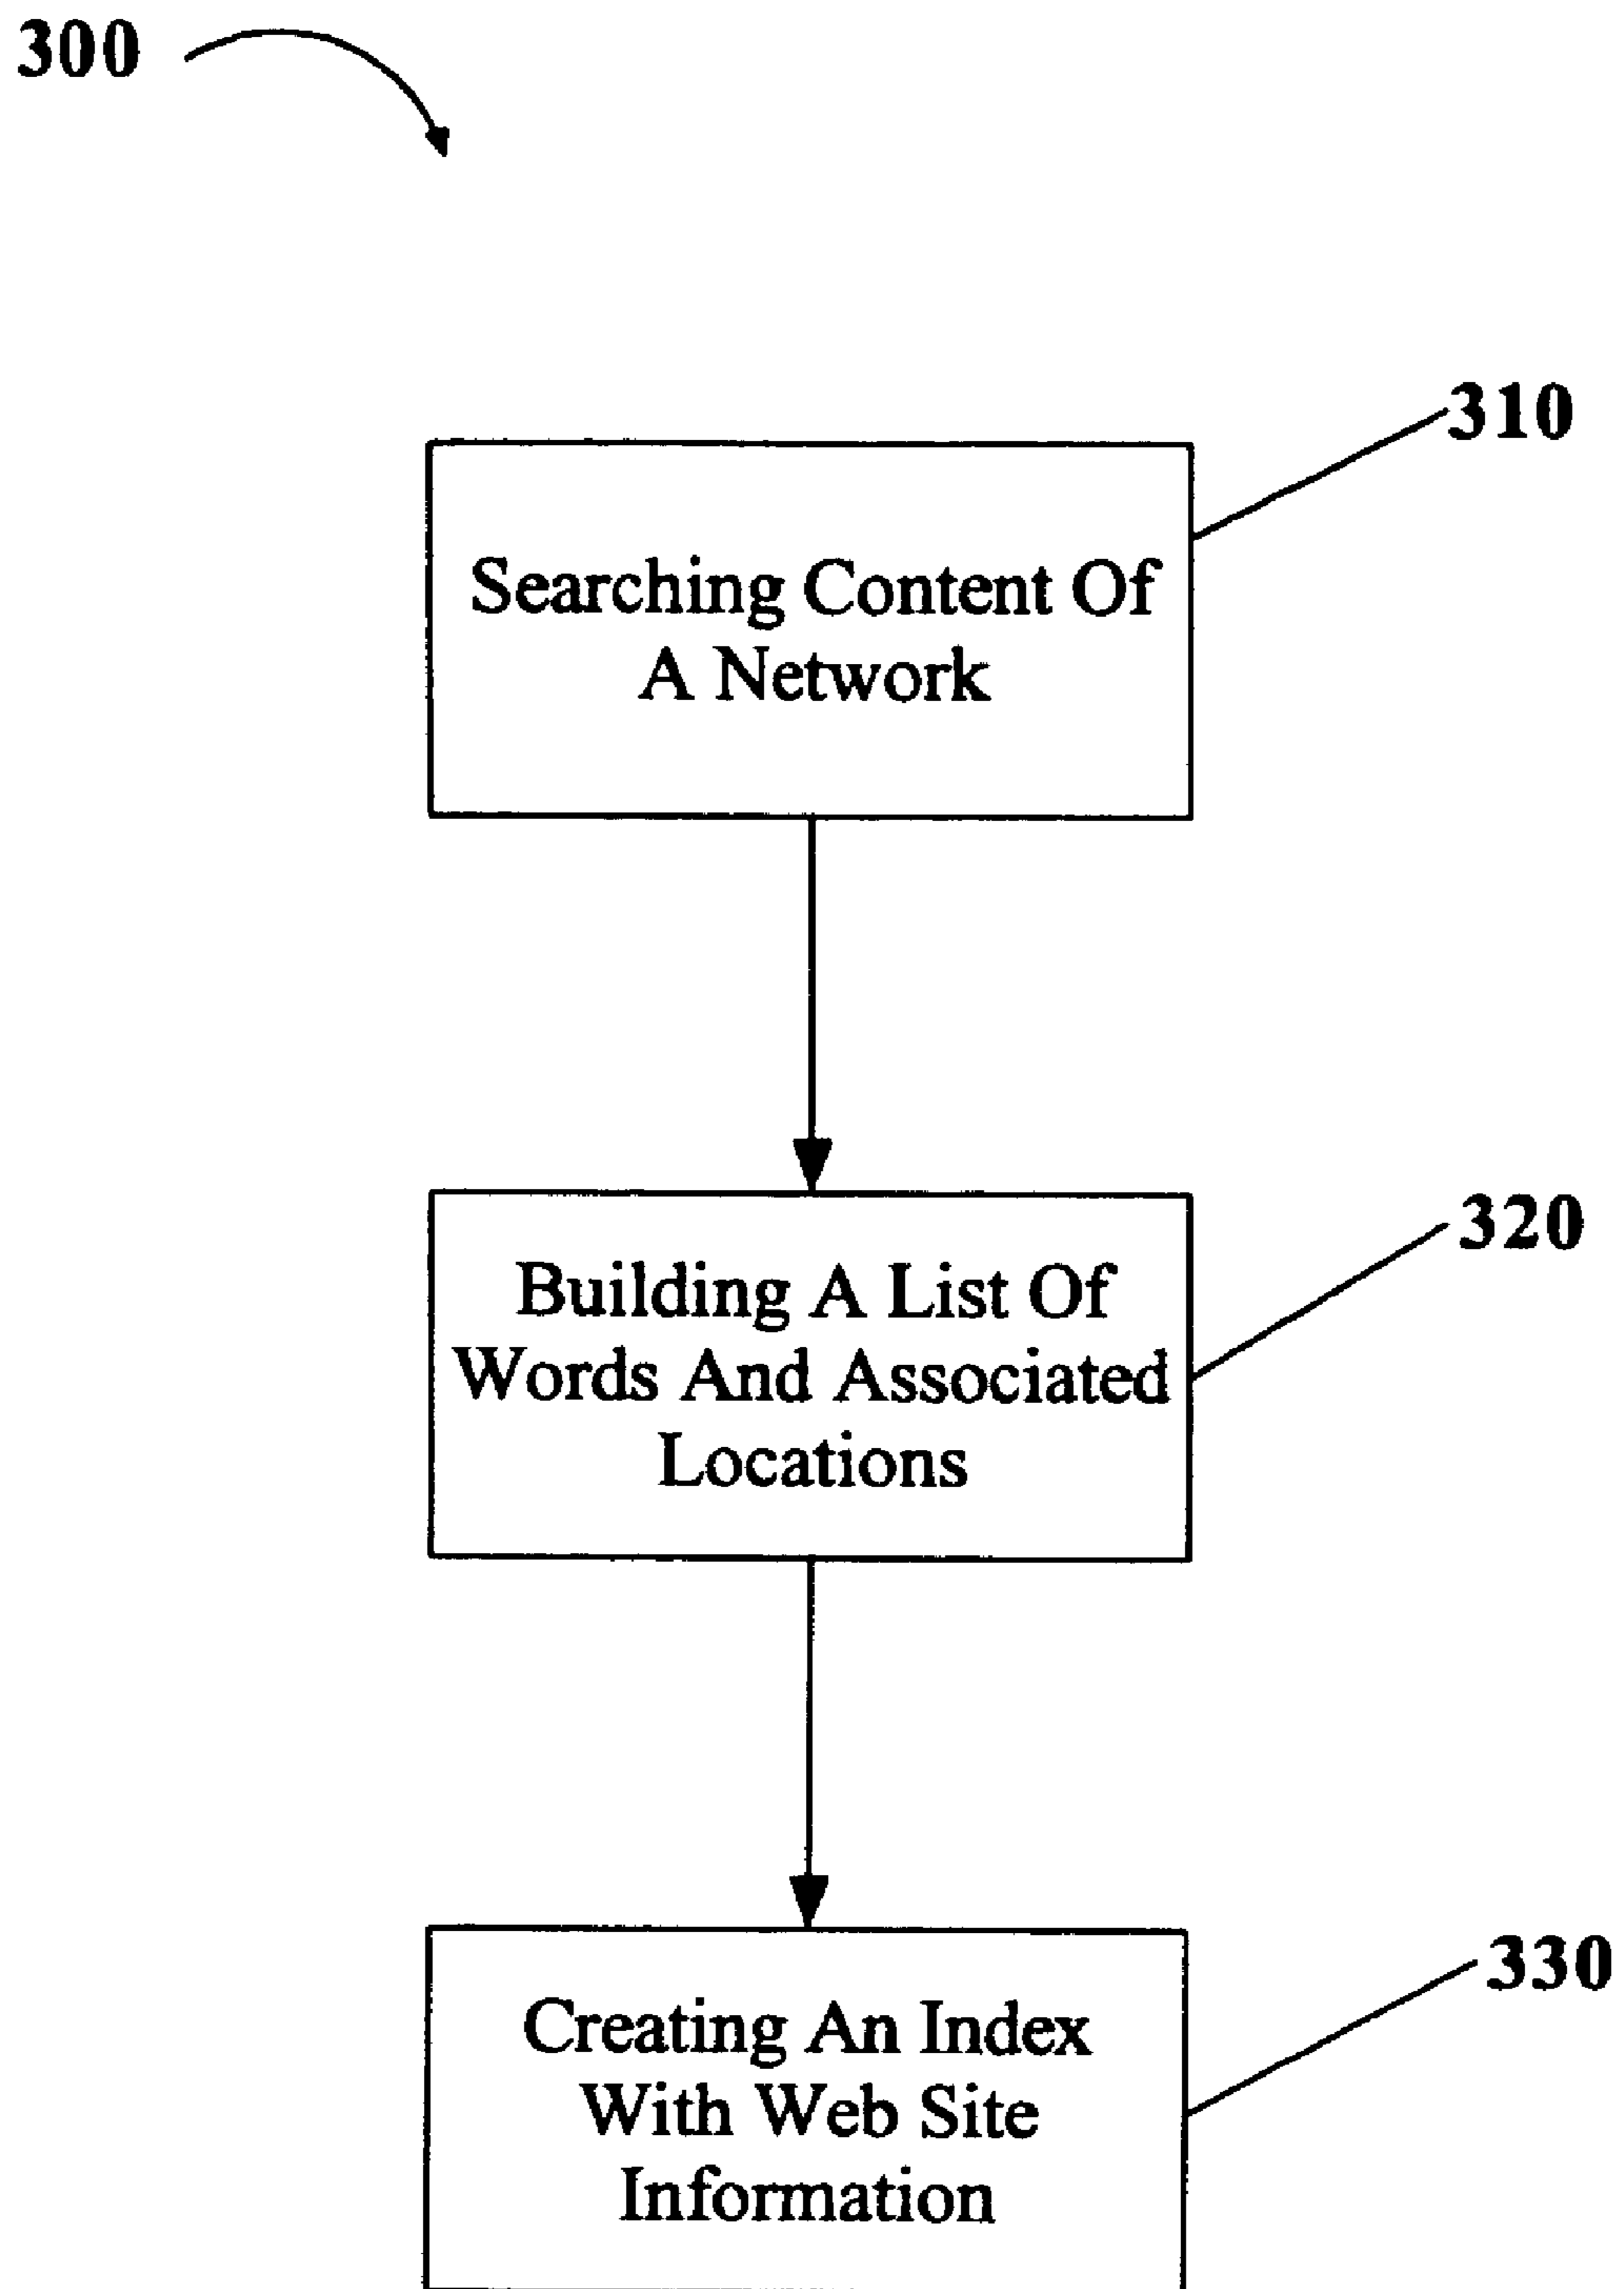 300
310
Searching Content Of
A Network
320
Building A List Of
Words And Associated
Locations
330
Creating An Index
With Web Site
Information